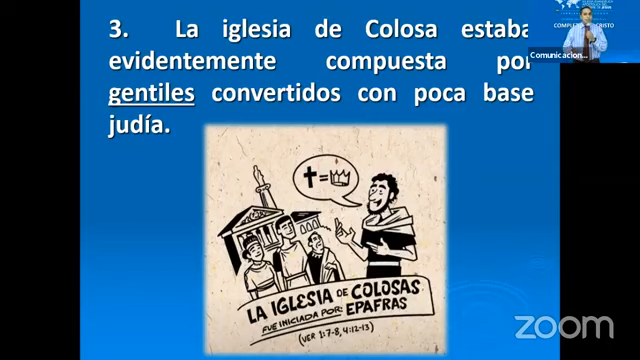 3. La iglesia de Colosa estaba
evidentemente compuesta por
gentiles convertidos con poca base
judía.
LA IGLESIA DE COLOSAS
FUE INICIADA POR: EPAFRAS
(VER 1:7-8, 4:12-13)
Comunicacion...
zoom